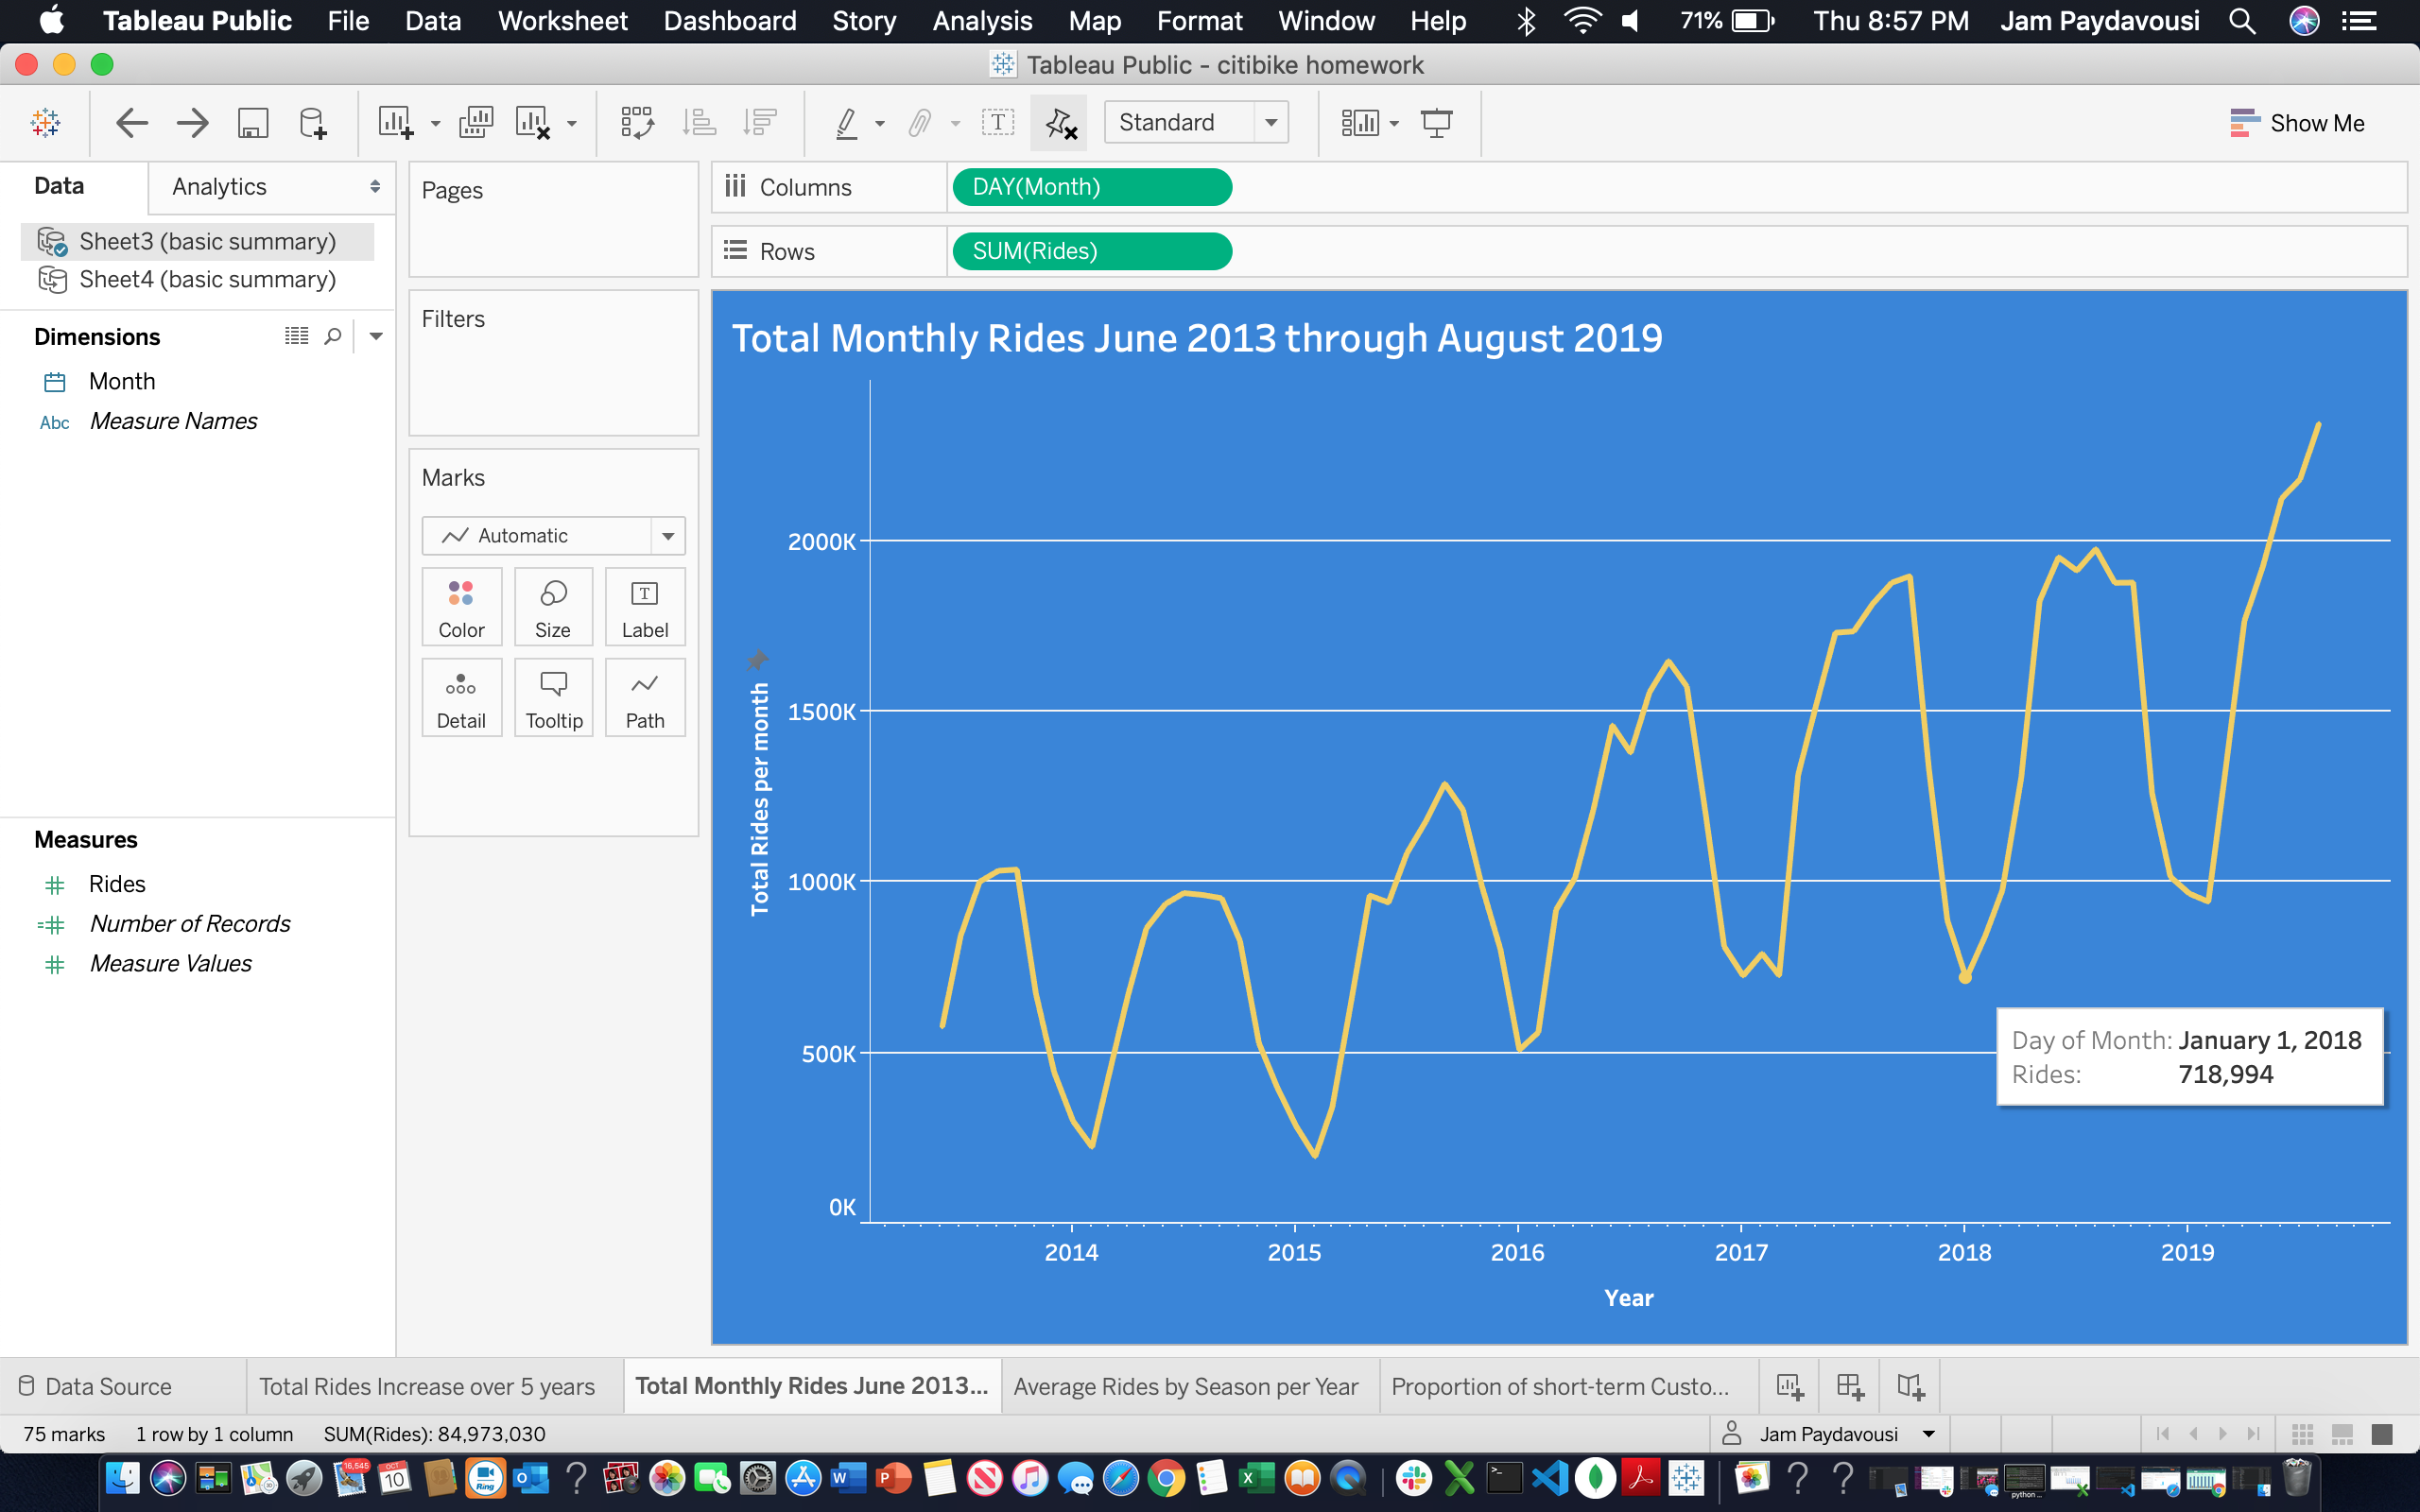 Tableau Public File Data Worksheet Dashboard Story Analysis Map Format Window Help 71% Thu 8:57 PM Jam Paydavousi
Tableau Public - citibike homework
T Standard Show Me
Data Analytics
Sheet3 (basic summary)
Sheet4 (basic summary)
Dimensions
Month
Abc Measure Names
Measures
Rides
Number of Records
Measure Values
Pages
Filters
Marks
Automatic
Color Size T Label
Detail Tooltip Path
Columns DAY(Month)
Rows SUM(Rides)
Total Monthly Rides June 2013 through August 2019
Total Rides per month
2000K
1500K
1000K
500K
0K
Day of Month: January 1, 2018
Rides: 718,994
2014 2015 2016 2017 2018 2019
Year
Data Source Total Rides Increase over 5 years Total Monthly Rides June 2013... Average Rides by Season per Year Proportion of short-term Custo...
75 marks 1 row by 1 column SUM(Rides): 84,973,030 Jam Paydavousi
16,545
OCT
10
Ring
O
W
P
X
python...